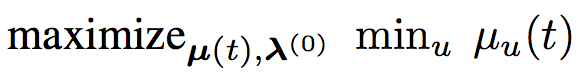 maximize_{𝝁(t),𝝀^{(0)}} min_u μ_u(t)